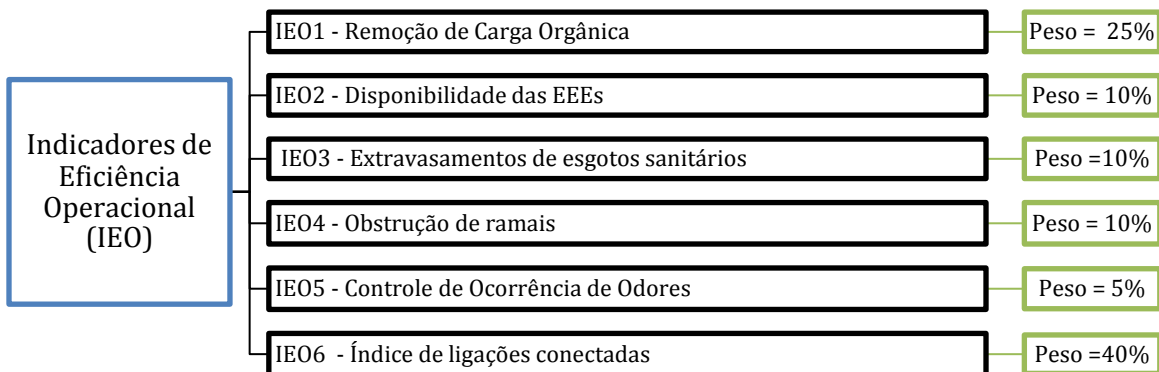 IEO1 - Remoção de Carga Orgânica
Peso = 25%
IEO2 - Disponibilidade das EEEs
Peso = 10%
Indicadores de
Eficiência
Operacional
(IEO)
IEO3 - Extravasamentos de esgotos sanitários
Peso =10%
IEO4 - Obstrução de ramais
Peso = 10%
IEO5 - Controle de Ocorrência de Odores
Peso = 5%
IEO6 - Índice de ligações conectadas
Peso =40%